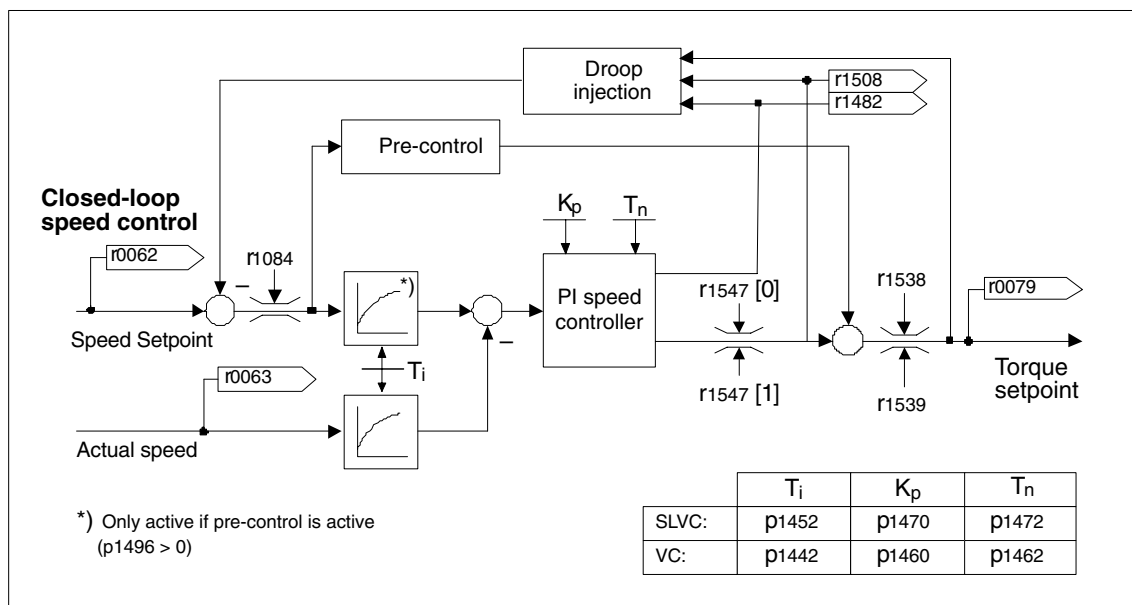 Droop
injection
r1508
r1482
Pre-control
Closed-loop
speed control
r0062
r1084
Kp
Tn
*)
PI speed
controller
r1547 [0]
r1538
r0079
Speed Setpoint
–
–
Ti
r0063
r1547 [1]
r1539
Torque
setpoint
Actual speed
*) Only active if pre-control is active
(p1496 > 0)
Ti Kp Tn
SLVC: p1452 p1470 p1472
VC: p1442 p1460 p1462